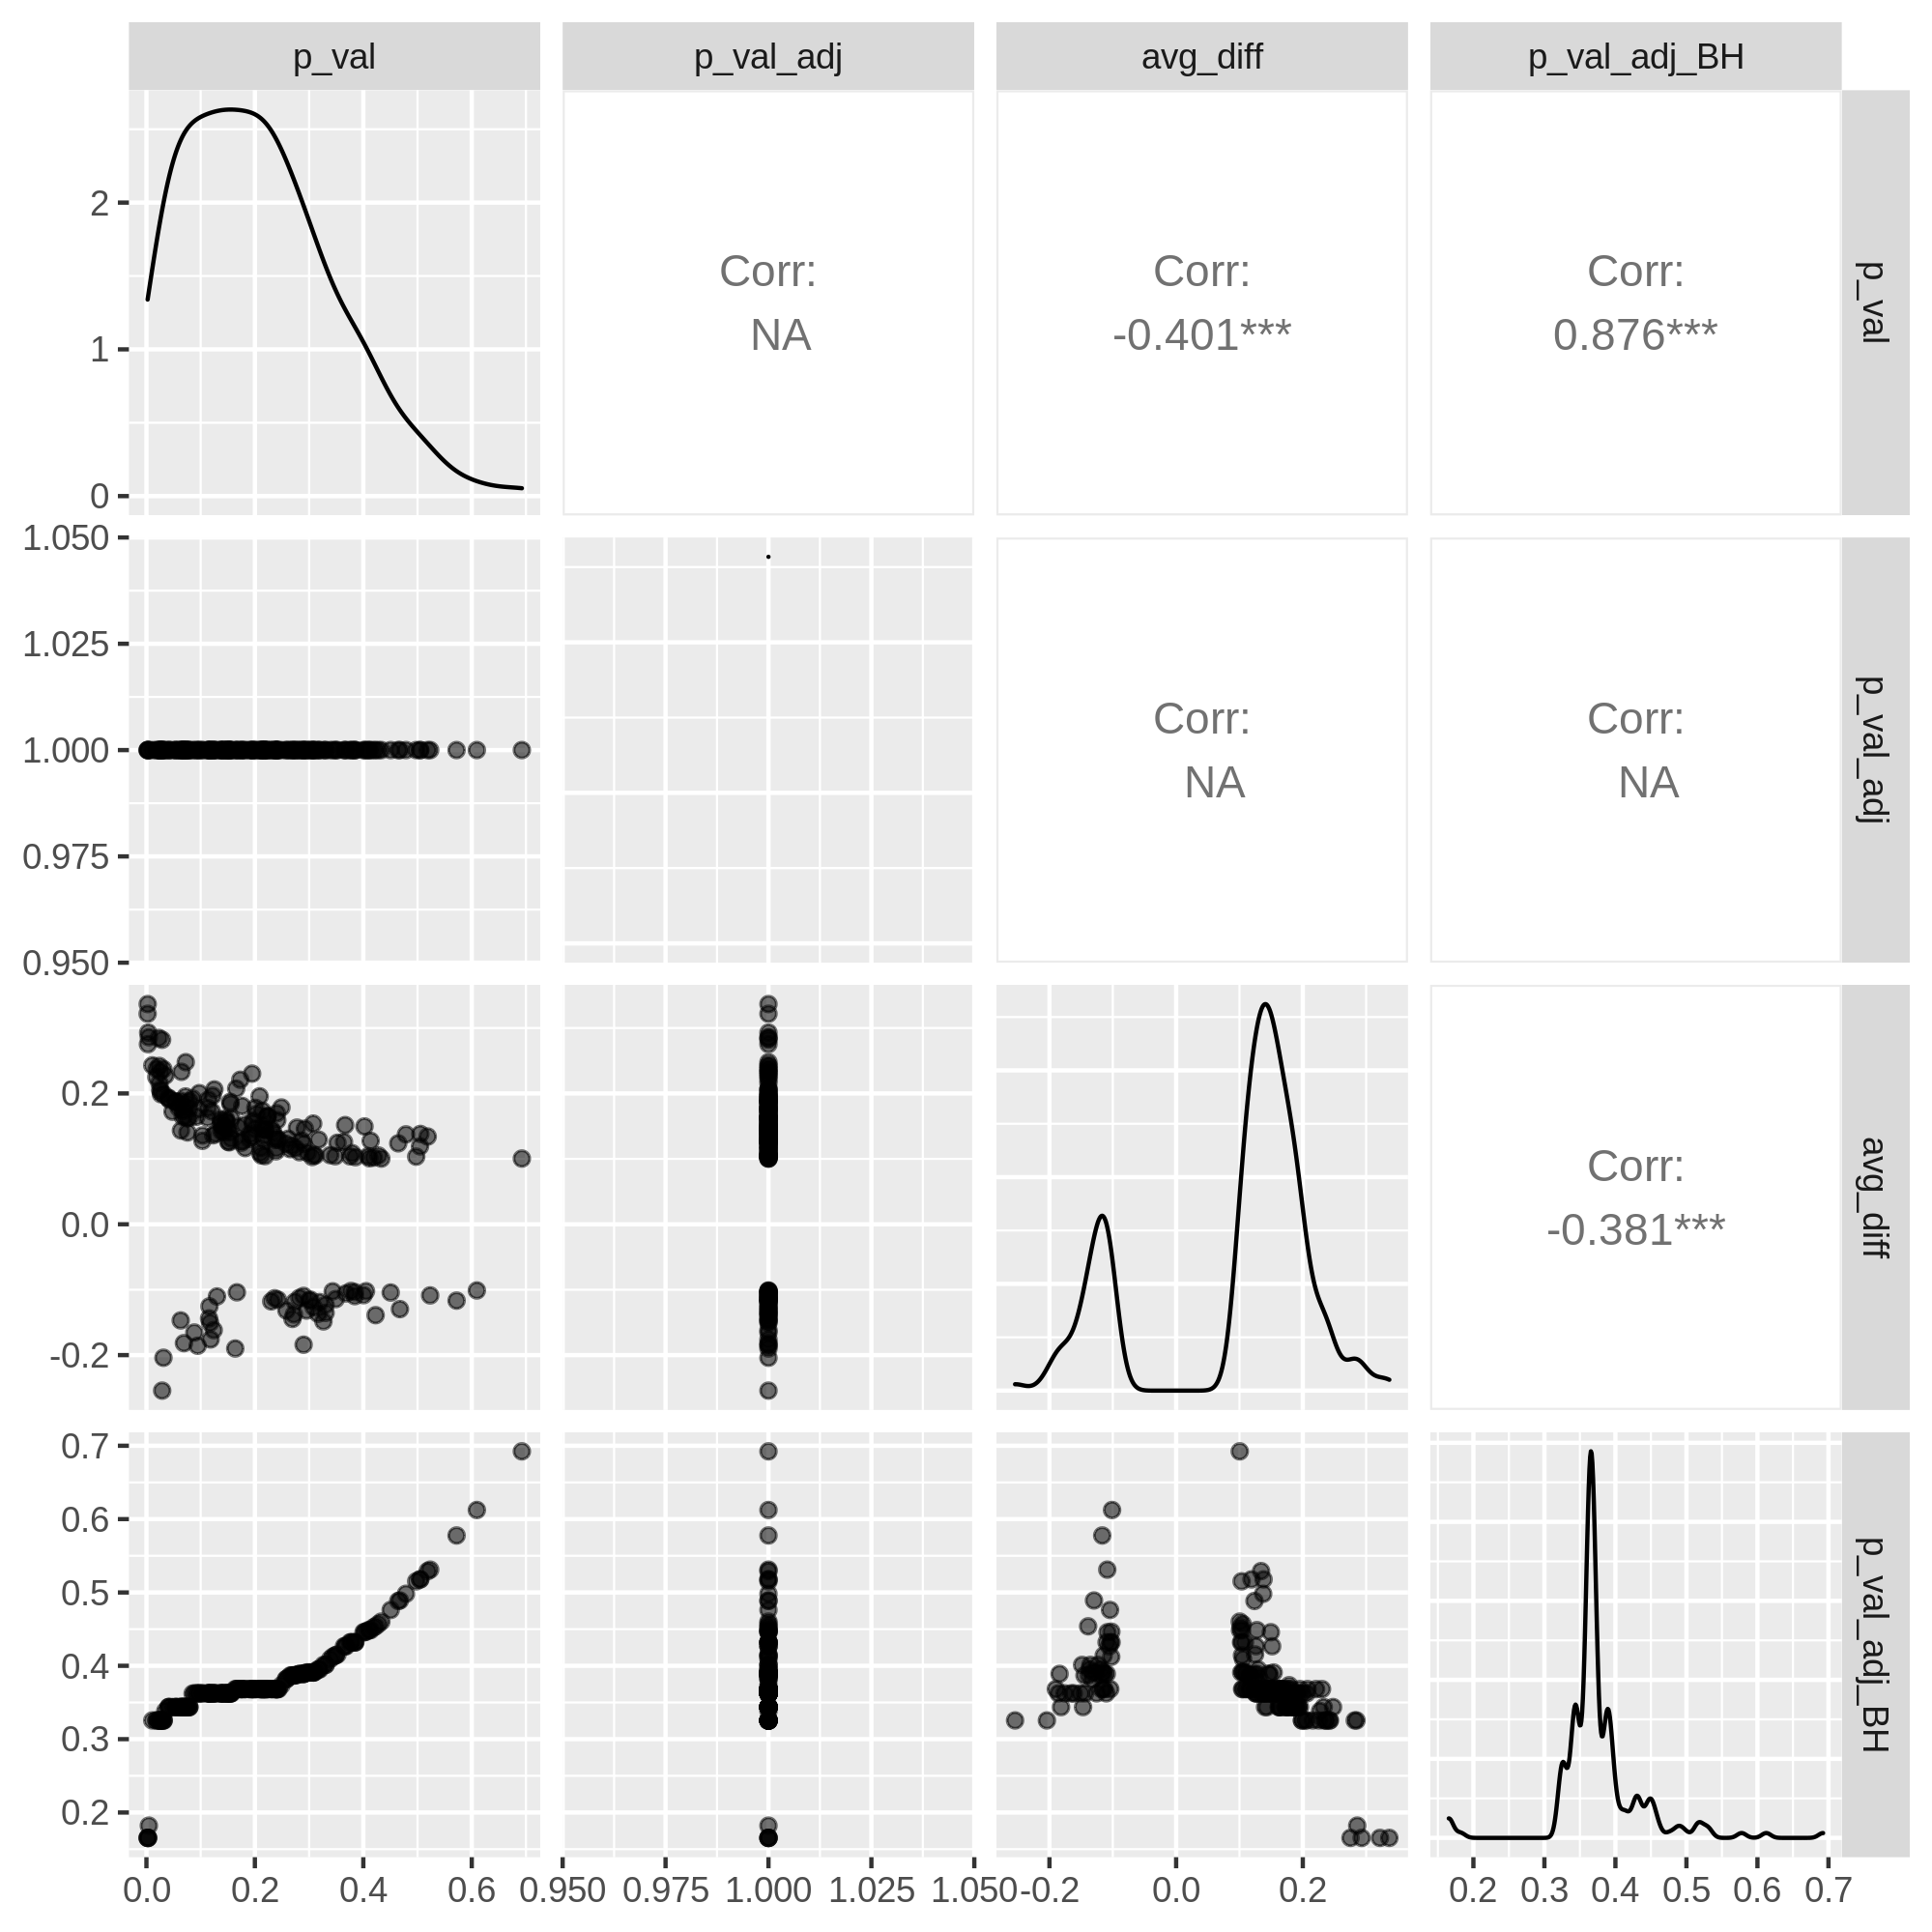 p_val p_val_adj avg_diff p_val_adj_BH
2
1
0
Corr:
NA
Corr:
-0.401***
Corr:
0.876***
p_val
1.050
1.025
1.000
0.975
0.950
Corr:
NA
Corr:
NA
p_val_adj
0.2
0.0
-0.2
Corr:
-0.381***
avg_diff
0.7
0.6
0.5
0.4
0.3
0.2
p_val_adj_BH
0.0 0.2 0.4 0.6 0.950 0.975 1.000 1.025 1.050 -0.2 0.0 0.2 0.2 0.3 0.4 0.5 0.6 0.7